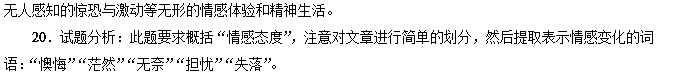 无人感知的惊恐与激动等无形的情感体验和精神生活。
20．试题分析：此题要求概括“情感态度”，注意对文章进行简单的划分，然后提取表示情感变化的词
语：“懊悔”“茫然”“无奈”“担忧”“失落”。